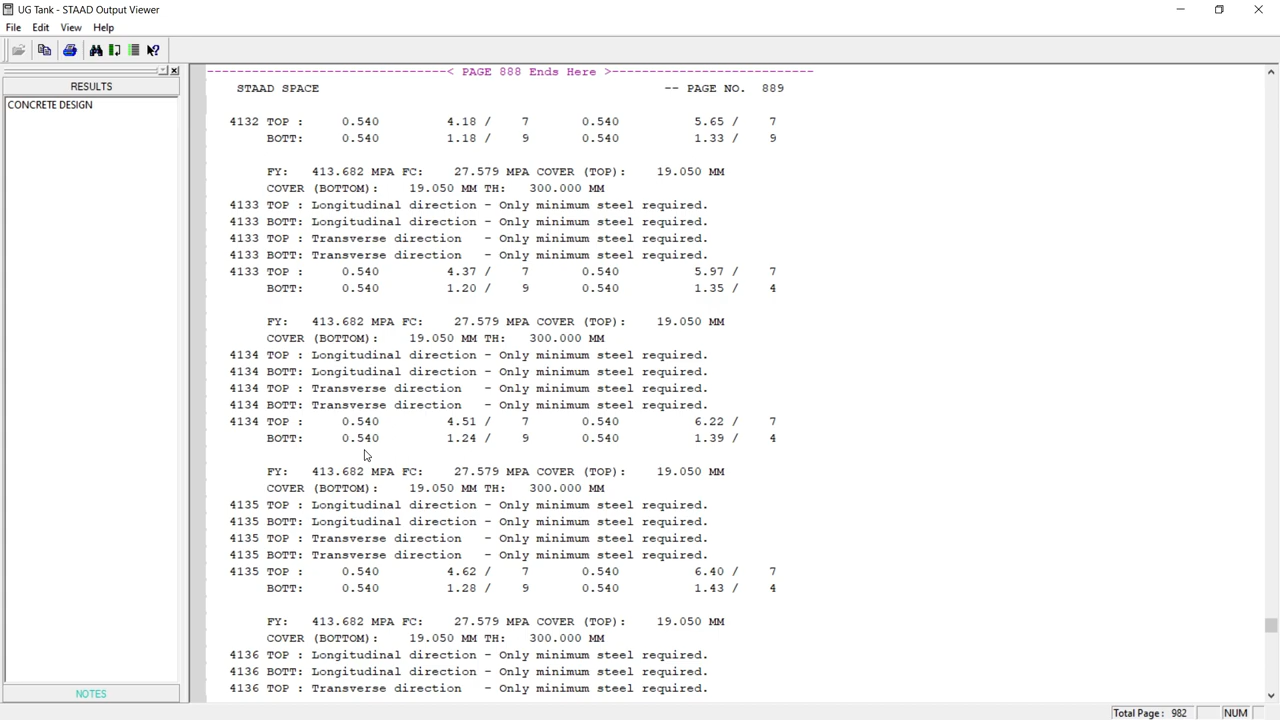 UG Tank - STAAD Output Viewer
File Edit View Help
RESULTS
CONCRETE DESIGN
NOTES
---------------------------------< PAGE 888 Ends Here >---------------------------
STAAD SPACE -- PAGE NO. 889
4132 TOP : 0.540 4.18 / 7 0.540 5.65 / 7
BOTT: 0.540 1.18 / 9 0.540 1.33 / 9
FY: 413.682 MPA FC: 27.579 MPA COVER (TOP): 19.050 MM
COVER (BOTTOM): 19.050 MM TH: 300.000 MM
4133 TOP : Longitudinal direction - Only minimum steel required.
4133 BOTT: Longitudinal direction - Only minimum steel required.
4133 TOP : Transverse direction - Only minimum steel required.
4133 BOTT: Transverse direction - Only minimum steel required.
4133 TOP : 0.540 4.37 / 7 0.540 5.97 / 7
BOTT: 0.540 1.20 / 9 0.540 1.35 / 4
FY: 413.682 MPA FC: 27.579 MPA COVER (TOP): 19.050 MM
COVER (BOTTOM): 19.050 MM TH: 300.000 MM
4134 TOP : Longitudinal direction - Only minimum steel required.
4134 BOTT: Longitudinal direction - Only minimum steel required.
4134 TOP : Transverse direction - Only minimum steel required.
4134 BOTT: Transverse direction - Only minimum steel required.
4134 TOP : 0.540 4.51 / 7 0.540 6.22 / 7
BOTT: 0.540 1.24 / 9 0.540 1.39 / 4
FY: 413.682 MPA FC: 27.579 MPA COVER (TOP): 19.050 MM
COVER (BOTTOM): 19.050 MM TH: 300.000 MM
4135 TOP : Longitudinal direction - Only minimum steel required.
4135 BOTT: Longitudinal direction - Only minimum steel required.
4135 TOP : Transverse direction - Only minimum steel required.
4135 BOTT: Transverse direction - Only minimum steel required.
4135 TOP : 0.540 4.62 / 7 0.540 6.40 / 7
BOTT: 0.540 1.28 / 9 0.540 1.43 / 4
FY: 413.682 MPA FC: 27.579 MPA COVER (TOP): 19.050 MM
COVER (BOTTOM): 19.050 MM TH: 300.000 MM
4136 TOP : Longitudinal direction - Only minimum steel required.
4136 BOTT: Longitudinal direction - Only minimum steel required.
4136 TOP : Transverse direction - Only minimum steel required.
Total Page: 982 NUM